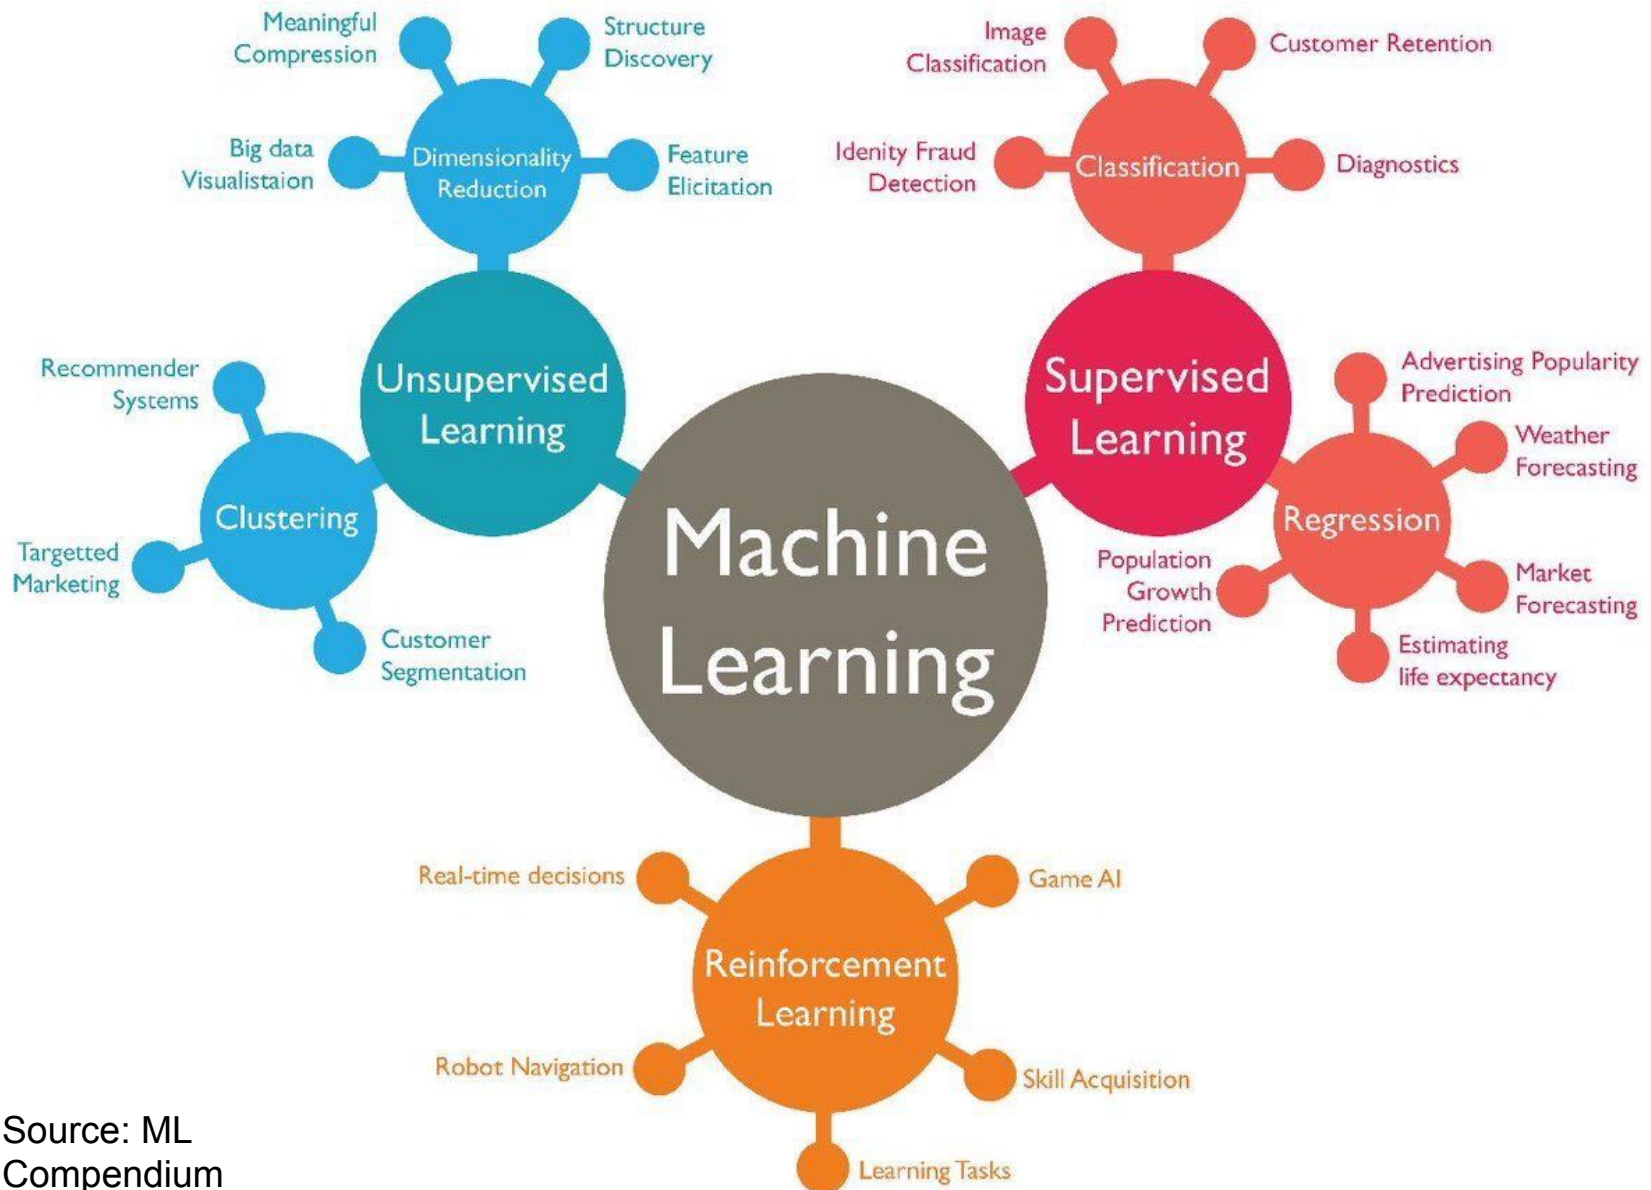 Meaningful
Compression
Structure
Discovery
Big data
Visualistaion
Dimensionality
Reduction
Feature
Elicitation
Image
Classification
Customer Retention
Idenity Fraud
Detection
Classification
Diagnostics
Unsupervised
Learning
Recommender
Systems
Clustering
Targetted
Marketing
Customer
Segmentation
Supervised
Learning
Advertising Popularity
Prediction
Weather
Forecasting
Regression
Population
Growth
Prediction
Market
Forecasting
Estimating
life expectancy
Machine
Learning
Real-time decisions
Game AI
Reinforcement
Learning
Robot Navigation
Skill Acquisition
Learning Tasks
Source: ML
Compendium